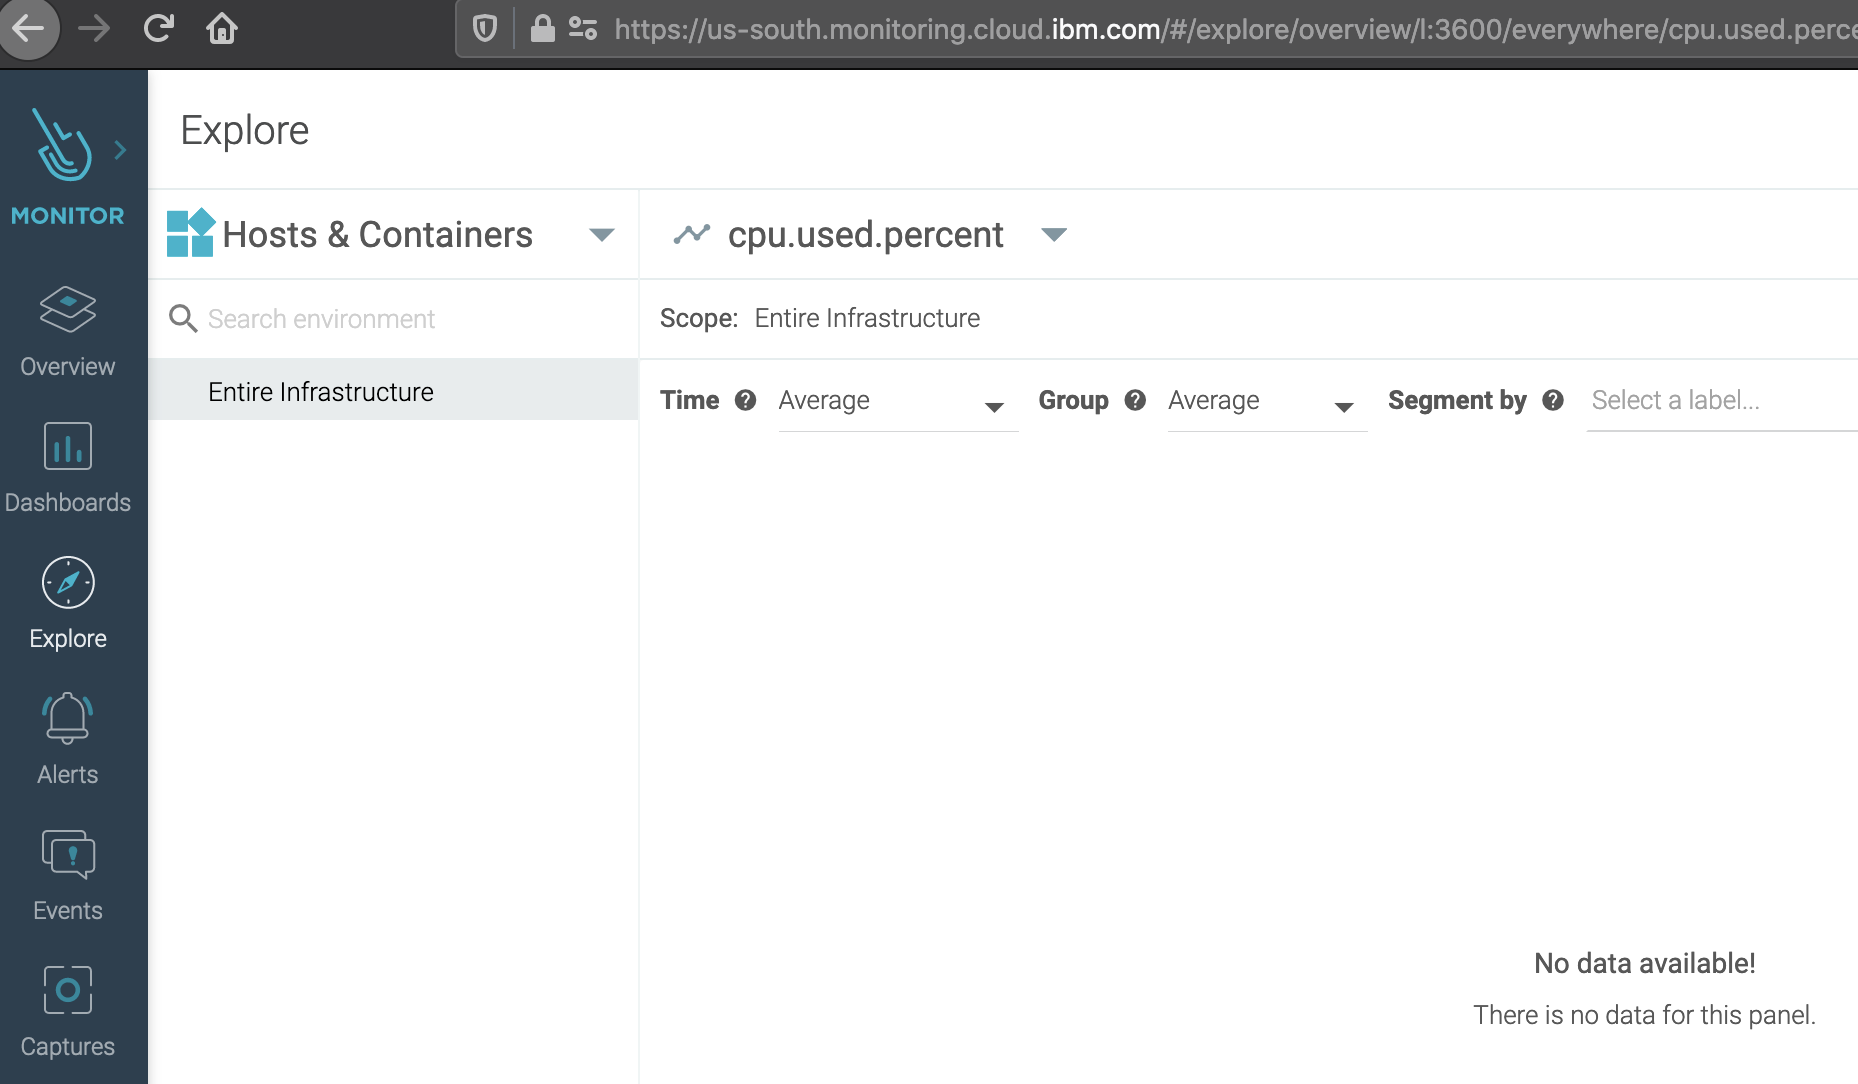 https://us-south.monitoring.cloud.ibm.com/#/explore/overview/l:3600/everywhere/cpu.used.perce
MONITOR
Overview
Dashboards
Explore
Alerts
Events
Captures
Explore
Hosts & Containers
Search environment
Entire Infrastructure
cpu.used.percent
Scope: Entire Infrastructure
Time ? Average Group ? Average Segment by ? Select a label...
No data available!
There is no data for this panel.